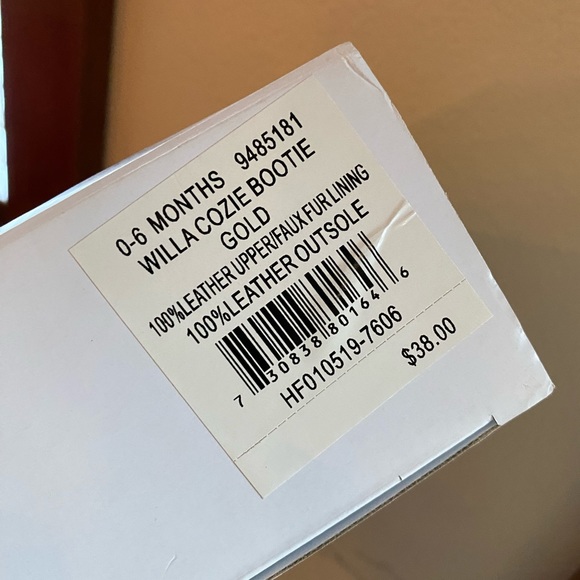 0-6 MONTHS 9485181
WILLA COZIE BOOTIE
GOLD
100%LEATHER UPPER/FAUX FUR LINING
100%LEATHER OUTSOLE
7 30838 80164 6
HF010519-7606
$38.00